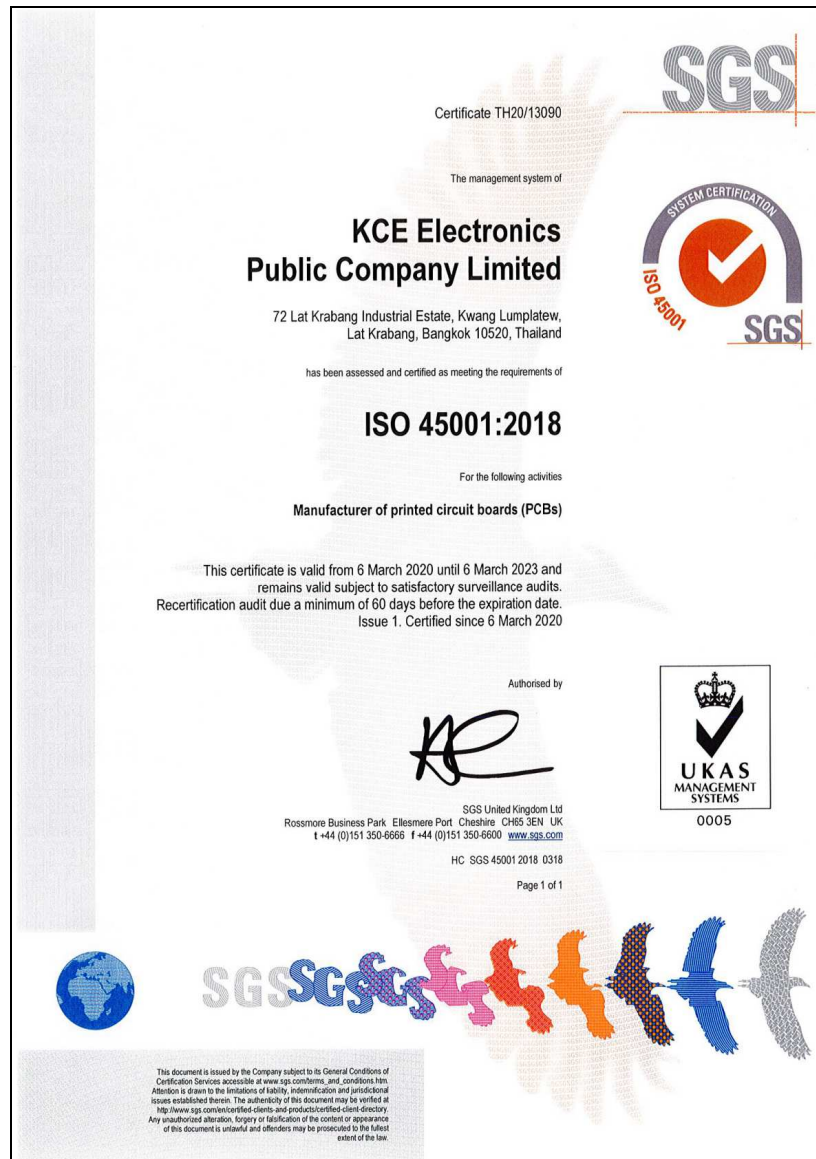 SGS
Certificate TH20/13090
The management system of
KCE Electronics
Public Company Limited
72 Lat Krabang Industrial Estate, Kwang Lumplatew,
Lat Krabang, Bangkok 10520, Thailand
has been assessed and certified as meeting the requirements of
SYSTEM CERTIFICATION
ISO 45001
SGS
ISO 45001:2018
For the following activities
Manufacturer of printed circuit boards (PCBs)
This certificate is valid from 6 March 2020 until 6 March 2023 and
remains valid subject to satisfactory surveillance audits.
Recertification audit due a minimum of 60 days before the expiration date.
Issue 1. Certified since 6 March 2020
Authorised by
SGS United Kingdom Ltd
Rossmore Business Park Ellesmere Port Cheshire CH65 3EN UK
t +44 (0)151 350-6666 f +44 (0)151 350-6600 www.sgs.com
HC SGS 45001 2018 0318
Page 1 of 1
UKAS
MANAGEMENT
SYSTEMS
0005
SGSSGSSGS
This document is issued by the Company subject to its General Conditions of
Certification Services accessible at www.sgs.com/terms_and_conditions.htm.
Attention is drawn to the limitations of liability, indemnification and jurisdictional
issues established therein. The authenticity of this document may be verified at
http://www.sgs.com/en/certified-clients-and-products/certified-client-directory.
Any unauthorized alteration, forgery or falsification of the content or appearance
of this document is unlawful and offenders may be prosecuted to the fullest
extent of the law.